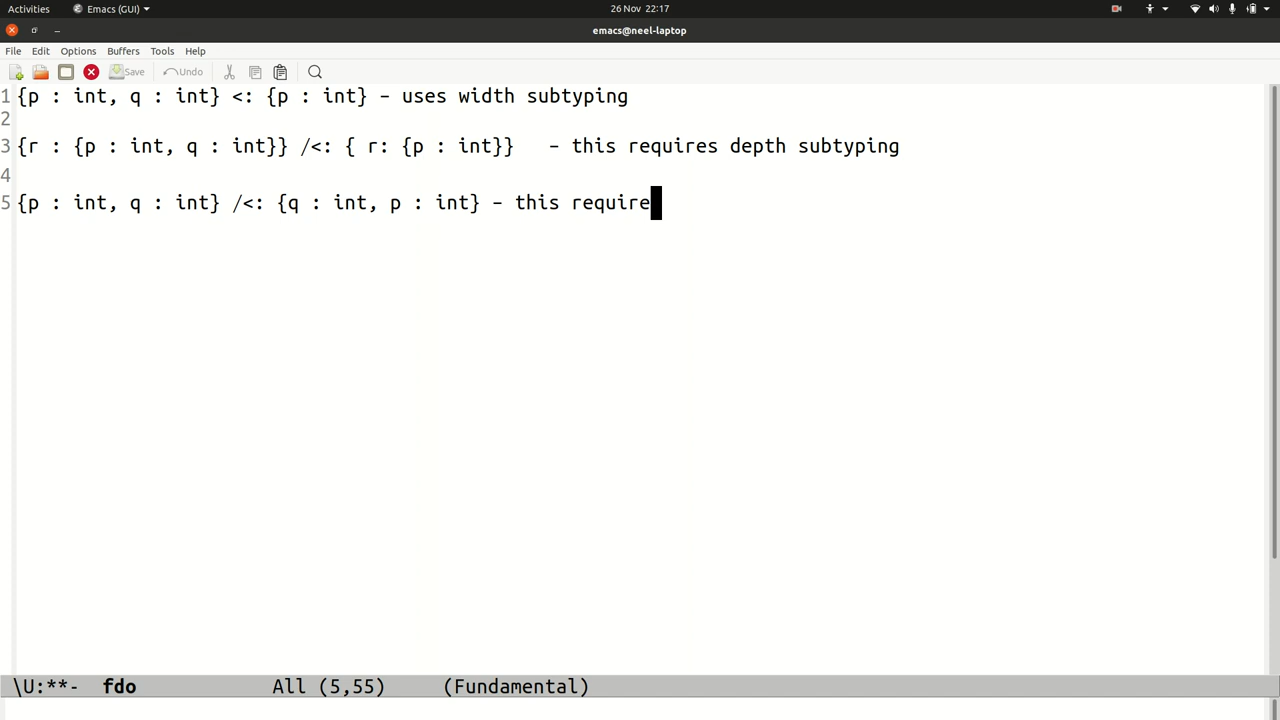 Activities Emacs (GUI) 26 Nov 22:17
emacs@neel-laptop
File Edit Options Buffers Tools Help
Save Undo
1 {p : int, q : int} <: {p : int} - uses width subtyping
2
3 {r : {p : int, q : int}} /<: { r: {p : int}} - this requires depth subtyping
4
5 {p : int, q : int} /<: {q : int, p : int} - this require
\U:**- fdo All (5,55) (Fundamental)